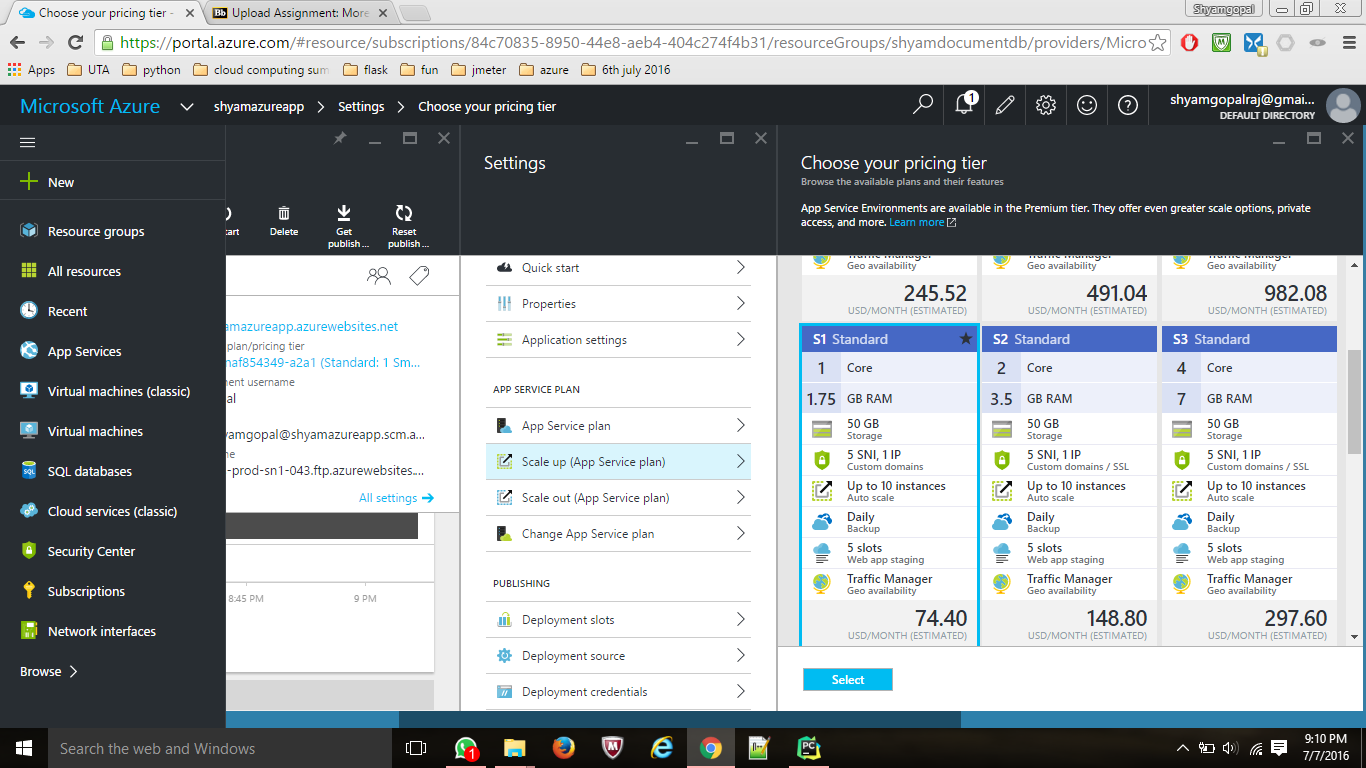 Choose your pricing tier -
Upload Assignment: More
Shyamgopal
https://portal.azure.com/#resource/subscriptions/84c70835-8950-44e8-aeb4-404c274f4b31/resourceGroups/shyamdocumentdb/providers/Micro
Apps UTA python cloud computing sum flask fun jmeter azure 6th july 2016
Microsoft Azure shyamazureapp Settings Choose your pricing tier
1
shyamgopalraj@gmai...
DEFAULT DIRECTORY
New
Resource groups
All resources
Recent
App Services
Virtual machines (classic)
Virtual machines
SQL databases
Cloud services (classic)
Security Center
Subscriptions
Network interfaces
Browse
art
Delete
Get
publish ...
Reset
publish ...
amazureapp.azurewebsites.net
plan/pricing tier
naf854349-a2a1 (Standard: 1 Sm...
nent username
al
yamgopal@shyamazureapp.scm.a...
me
-prod-sn1-043.ftp.azurewebsites....
All settings
8:45 PM
9 PM
Settings
Quick start
Properties
Application settings
APP SERVICE PLAN
App Service plan
Scale up (App Service plan)
Scale out (App Service plan)
Change App Service plan
PUBLISHING
Deployment slots
Deployment source
Deployment credentials
Choose your pricing tier
Browse the available plans and their features
App Service Environments are available in the Premium tier. They offer even greater scale options, private
access, and more. Learn more
Traffic Manager Traffic Manager Traffic Manager
Geo availability Geo availability Geo availability
245.52 491.04 982.08
USD/MONTH (ESTIMATED) USD/MONTH (ESTIMATED) USD/MONTH (ESTIMATED)
S1 Standard
1 Core
1.75 GB RAM
50 GB
Storage
5 SNI, 1 IP
Custom domains
Up to 10 instances
Auto scale
Daily
Backup
5 slots
Web app staging
Traffic Manager
Geo availability
74.40
USD/MONTH (ESTIMATED)
S2 Standard
2 Core
3.5 GB RAM
50 GB
Storage
5 SNI, 1 IP
Custom domains / SSL
Up to 10 instances
Auto scale
Daily
Backup
5 slots
Web app staging
Traffic Manager
Geo availability
148.80
USD/MONTH (ESTIMATED)
S3 Standard
4 Core
7 GB RAM
50 GB
Storage
5 SNI, 1 IP
Custom domains / SSL
Up to 10 instances
Auto scale
Daily
Backup
5 slots
Web app staging
Traffic Manager
Geo availability
297.60
USD/MONTH (ESTIMATED)
Select
Search the web and Windows
1
PC
9:10 PM
7/7/2016